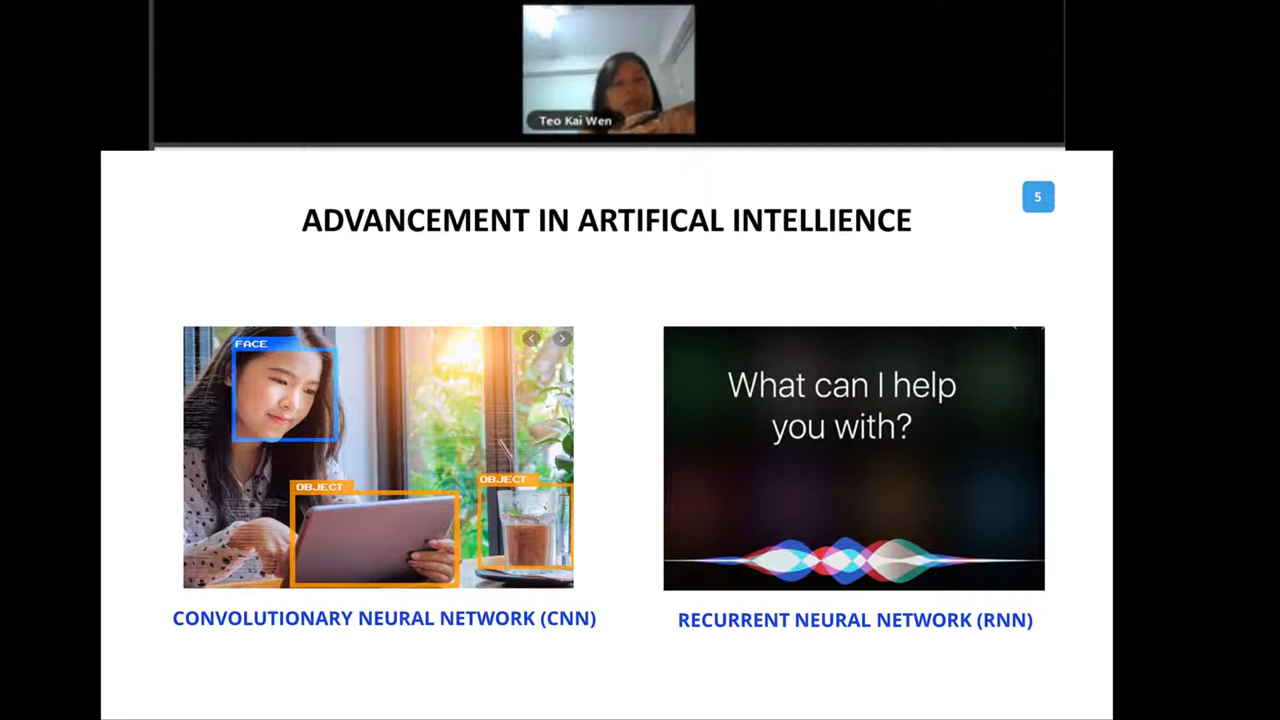 Teo Kai Wen
5
ADVANCEMENT IN ARTIFICAL INTELLIENCE
FACE
OBJECT
OBJECT
What can I help
you with?
CONVOLUTIONARY NEURAL NETWORK (CNN)
RECURRENT NEURAL NETWORK (RNN)